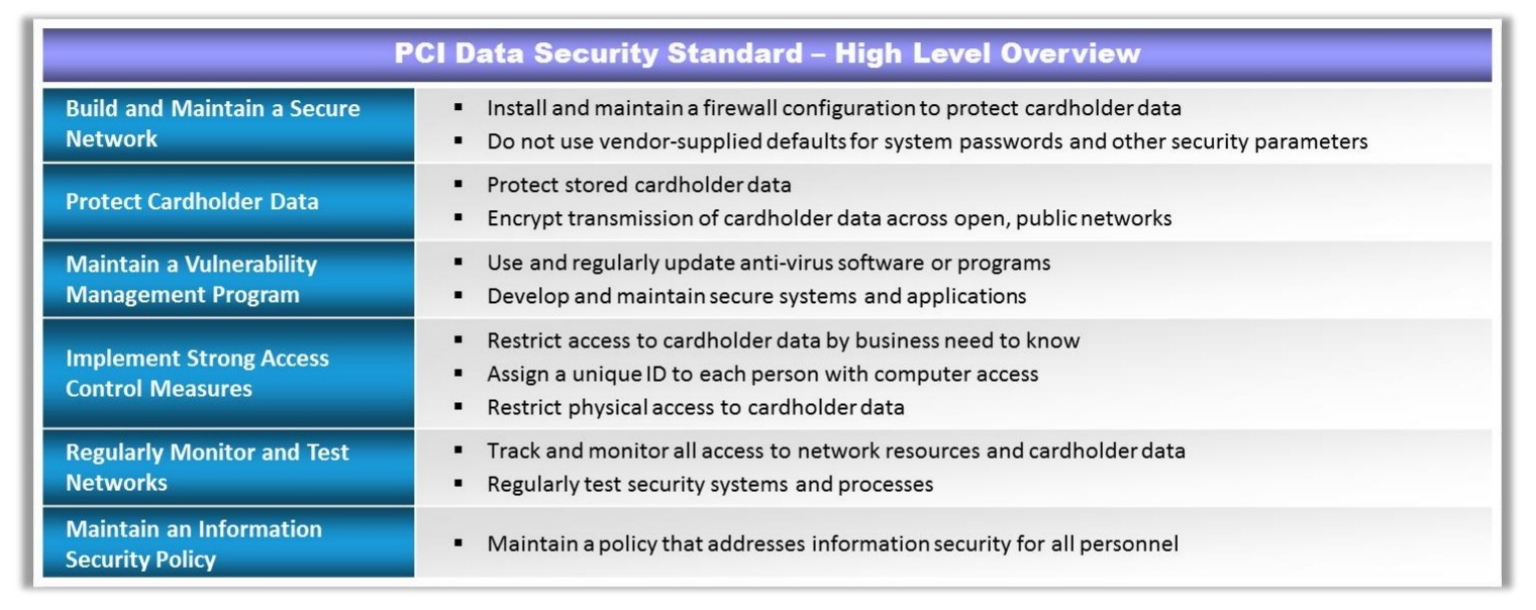 PCI Data Security Standard – High Level Overview
Build and Maintain a Secure
Network
▪ Install and maintain a firewall configuration to protect cardholder data
▪ Do not use vendor-supplied defaults for system passwords and other security parameters
Protect Cardholder Data
▪ Protect stored cardholder data
▪ Encrypt transmission of cardholder data across open, public networks
Maintain a Vulnerability
Management Program
▪ Use and regularly update anti-virus software or programs
▪ Develop and maintain secure systems and applications
Implement Strong Access
Control Measures
▪ Restrict access to cardholder data by business need to know
▪ Assign a unique ID to each person with computer access
▪ Restrict physical access to cardholder data
Regularly Monitor and Test
Networks
▪ Track and monitor all access to network resources and cardholder data
▪ Regularly test security systems and processes
Maintain an Information
Security Policy
▪ Maintain a policy that addresses information security for all personnel